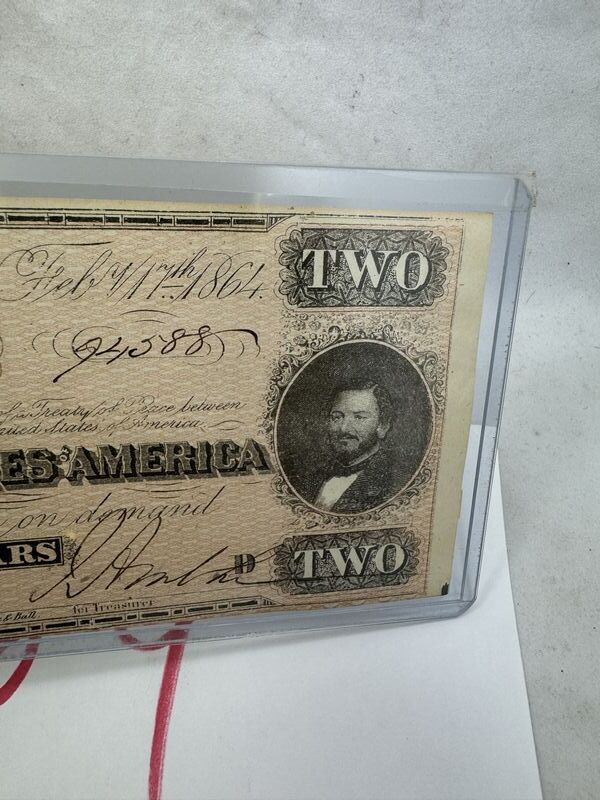 Feby 17th 1864.
TWO
94588
of a Treaty of Peace between
United States of America
ES AMERICA
on demand
ARS
D
TWO
for Treasurer
& Ball